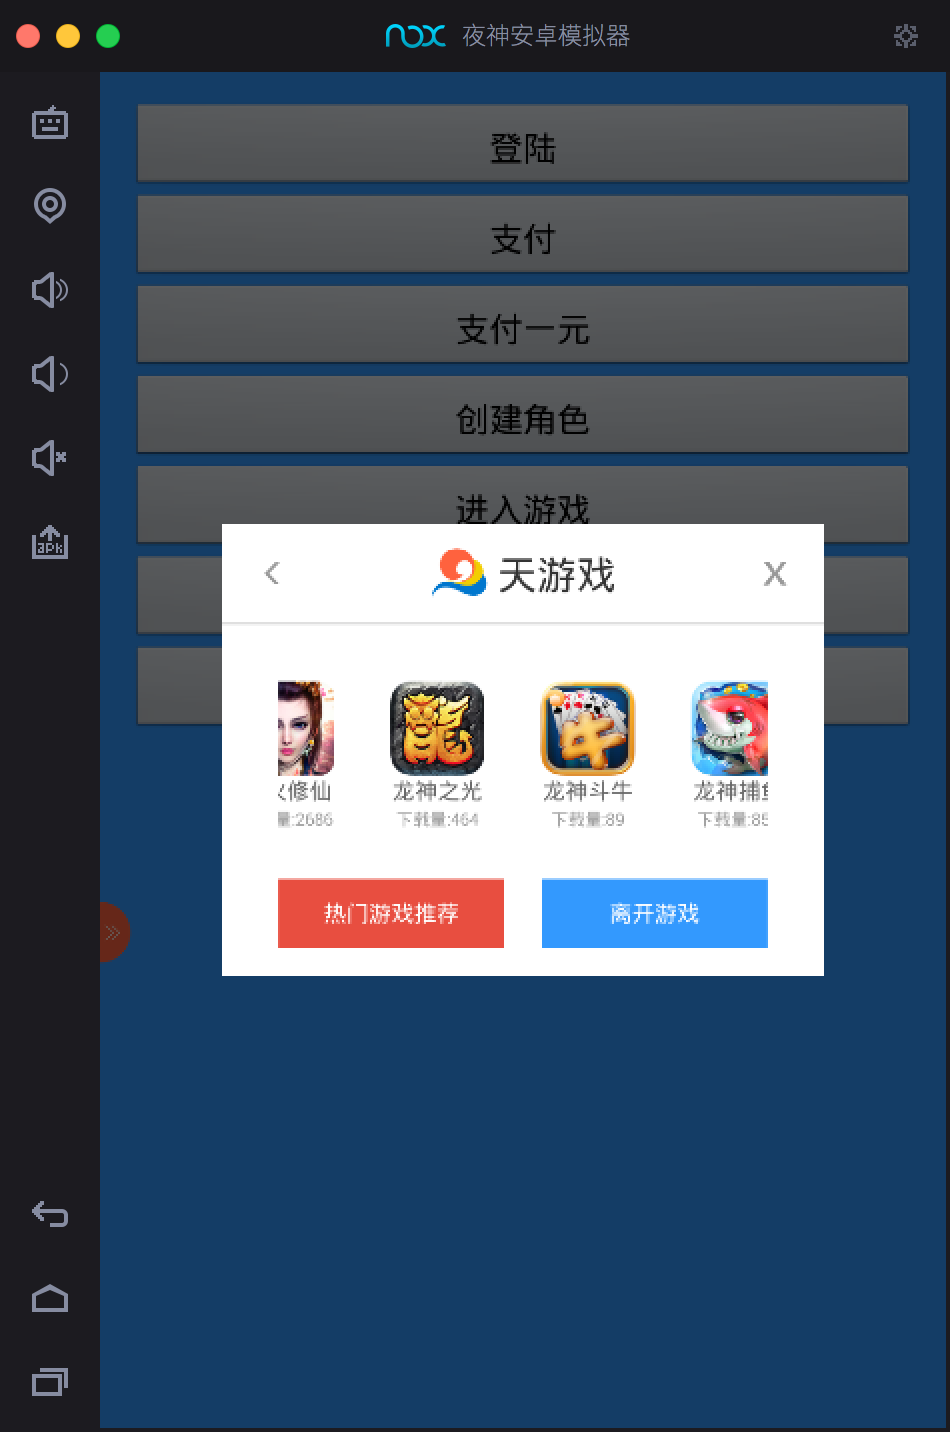 nox 夜神安卓模拟器
登陆
支付
支付一元
创建角色
进入游戏
apk
天游戏
X
修仙 龙神之光 龙神斗牛 龙神捕
量:2686 下载量:464 下载量:89 下载量:85
热门游戏推荐 离开游戏